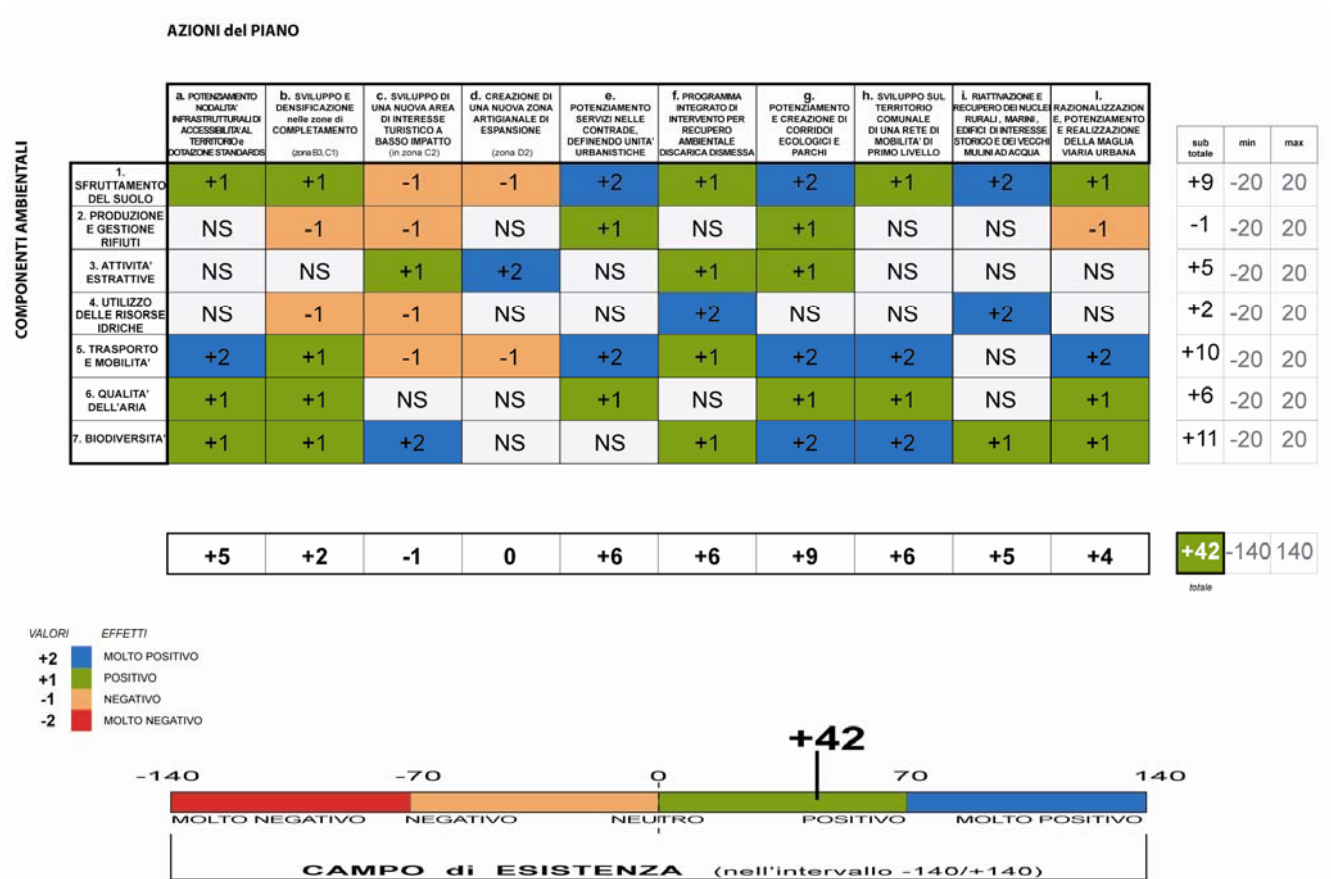 AZIONI del PIANO
COMPONENTI AMBIENTALI
a. POTENZIAMENTO
NODALITA'
INFRASTRUTTURALI DI
ACCESSIBILITA' AL
TERRITORIO e
DOTAIZONE STANDARDS
b. SVILUPPO E
DENSIFICAZIONE
nelle zone di
COMPLETAMENTO
(zona B3, C1)
c. SVILUPPO DI
UNA NUOVA AREA
DI INTERESSE
TURISTICO A
BASSO IMPATTO
(in zona C2)
d. CREAZIONE DI
UNA NUOVA ZONA
ARTIGIANALE DI
ESPANSIONE
(zona D2)
e.
POTENZIAMENTO
SERVIZI NELLE
CONTRADE,
DEFINENDO UNITA'
URBANISTICHE
f. PROGRAMMA
INTEGRATO DI
INTERVENTO PER
RECUPERO
AMBIENTALE
DISCARICA DISMESSA
g.
POTENZIAMENTO
E CREAZIONE DI
CORRIDOI
ECOLOGICI E
PARCHI
h. SVILUPPO SUL
TERRITORIO
COMUNALE
DI UNA RETE DI
MOBILITA' DI
PRIMO LIVELLO
i. RIATTIVAZIONE E
RECUPERO DEI NUCLEI
RURALI, MARINI,
EDIFICI DI INTERESSE
STORICO E DEI VECCHI
MULINI AD ACQUA
l.
RAZIONALIZZAZION
E, POTENZIAMENTO
E REALIZZAZIONE
DELLA MAGLIA
VIARIA URBANA
sub totale min max
1. SFRUTTAMENTO DEL SUOLO +1 +1 -1 -1 +2 +1 +2 +1 +2 +1 +9 -20 20
2. PRODUZIONE E GESTIONE RIFIUTI NS -1 -1 NS +1 NS +1 NS NS -1 -1 -20 20
3. ATTIVITA' ESTRATTIVE NS NS +1 +2 NS +1 +1 NS NS NS +5 -20 20
4. UTILIZZO DELLE RISORSE IDRICHE NS -1 -1 NS NS +2 NS NS +2 NS +2 -20 20
5. TRASPORTO E MOBILITA' +2 +1 -1 -1 +2 +1 +2 +2 NS +2 +10 -20 20
6. QUALITA' DELL'ARIA +1 +1 NS NS +1 NS +1 +1 NS +1 +6 -20 20
7. BIODIVERSITA' +1 +1 +2 NS NS +1 +2 +2 +1 +1 +11 -20 20
+5 +2 -1 0 +6 +6 +9 +6 +5 +4 +42 -140 140
totale
VALORI EFFETTI
+2 MOLTO POSITIVO
+1 POSITIVO
-1 NEGATIVO
-2 MOLTO NEGATIVO
+42
-140 -70 0 70 140
MOLTO NEGATIVO NEGATIVO NEUTRO POSITIVO MOLTO POSITIVO
CAMPO di ESISTENZA (nell'intervallo -140/+140)